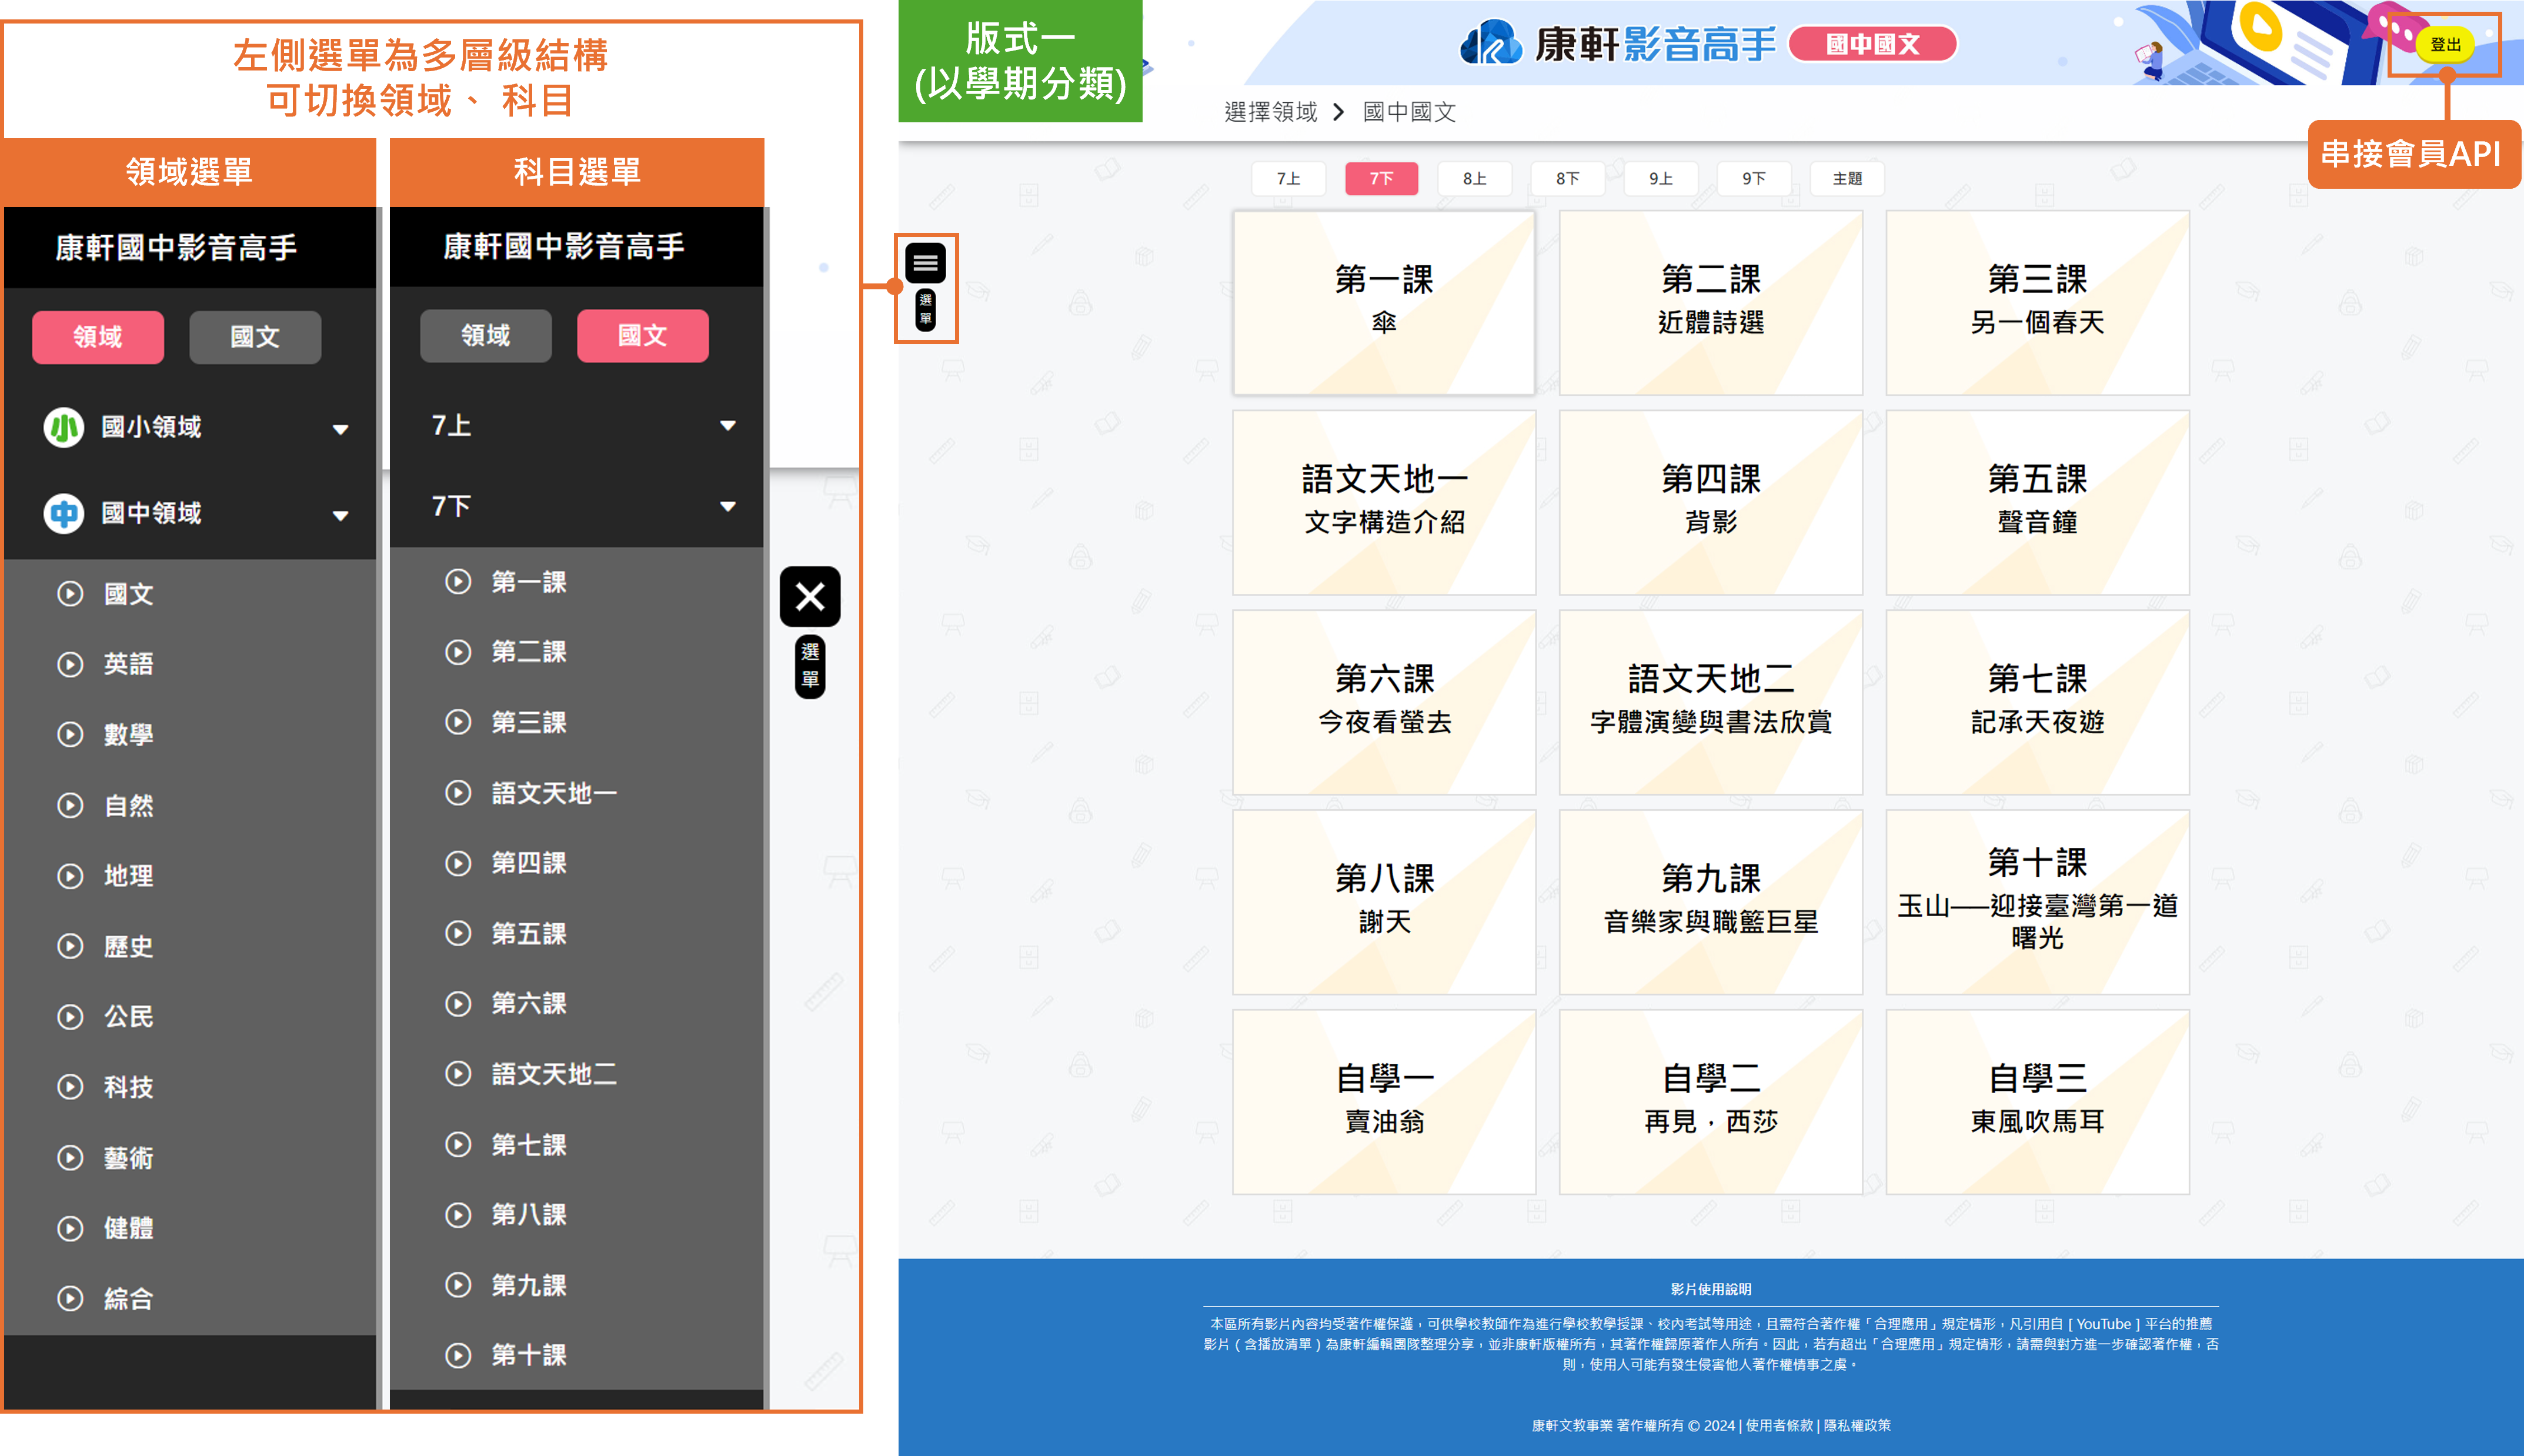 左側選單為多層級結構
可切換領域、 科目
領域選單
康軒國中影音高手
領域
國文
小
國小領域
中
國中領域
國文
英語
數學
自然
地理
歷史
公民
科技
藝術
健體
綜合
科目選單
康軒國中影音高手
領域
國文
7上
7下
第一課
第二課
第三課
語文天地一
第四課
第五課
第六課
語文天地二
第七課
第八課
第九課
第十課
選單
版式一
(以學期分類)
康軒影音高手 國中國文
登出
串接會員API
選擇領域 > 國中國文
選單
7上
7下
8上
8下
9上
9下
主題
第一課
傘
第二課
近體詩選
第三課
另一個春天
語文天地一
文字構造介紹
第四課
背影
第五課
聲音鐘
第六課
今夜看螢去
語文天地二
字體演變與書法欣賞
第七課
記承天夜遊
第八課
謝天
第九課
音樂家與職籃巨星
第十課
玉山──迎接臺灣第一道
曙光
自學一
賣油翁
自學二
再見，西莎
自學三
東風吹馬耳
影片使用說明
本區所有影片內容均受著作權保護，可供學校教師作為進行學校教學授課、校內考試等用途，且需符合著作權「合理應用」規定情形，凡引用自 [ YouTube ] 平台的推薦
影片 ( 含播放清單 ) 為康軒編輯團隊整理分享，並非康軒版權所有，其著作權歸原著作人所有。因此，若有超出「合理應用」規定情形，請需與對方進一步確認著作權，否
則，使用人可能有發生侵害他人著作權情事之虞。
康軒文教事業 著作權所有 © 2024 | 使用者條款 | 隱私權政策